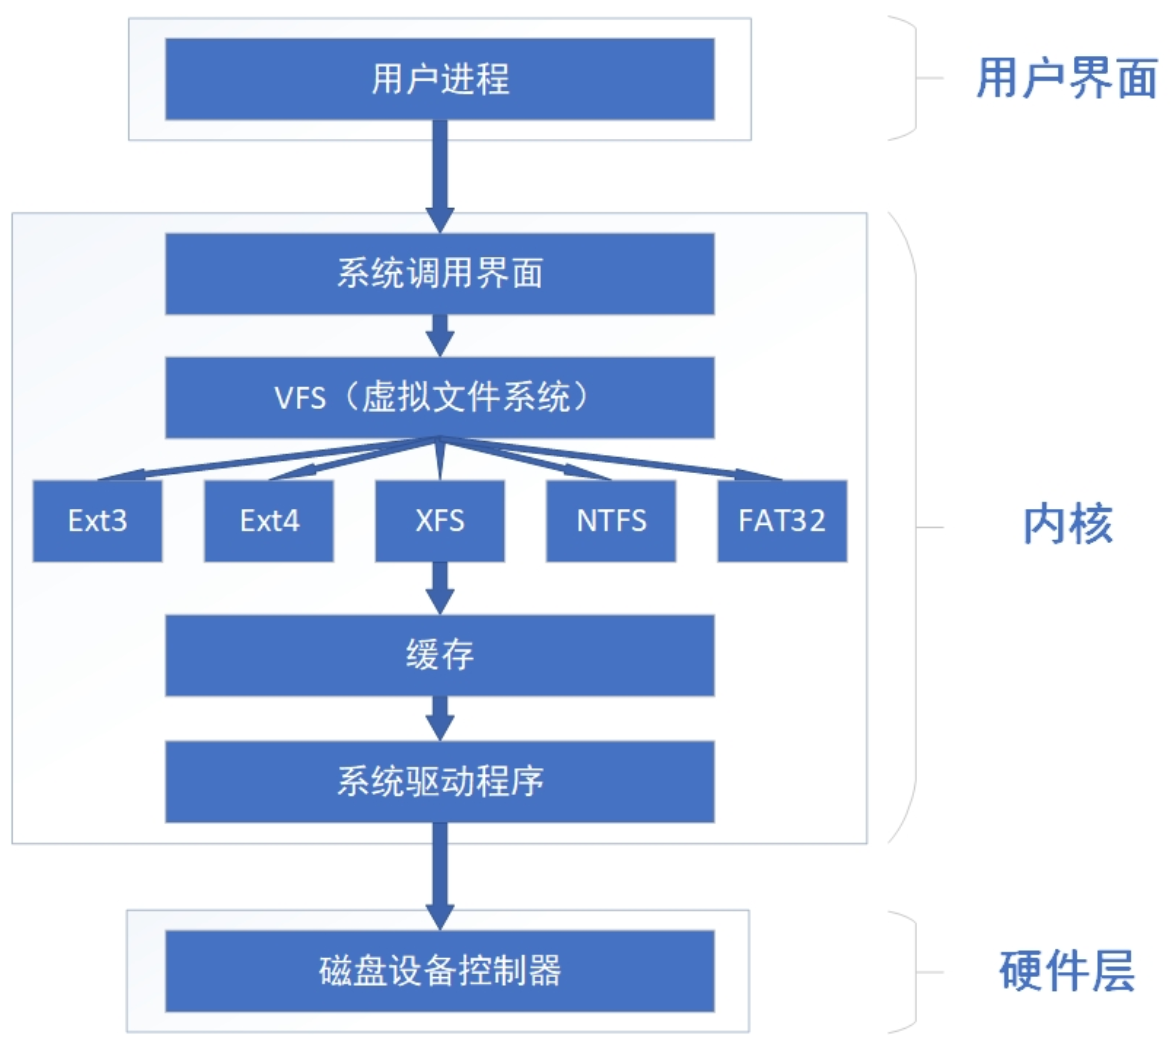 用户进程
用户界面
系统调用界面
VFS（虚拟文件系统）
Ext3
Ext4
XFS
NTFS
FAT32
内核
缓存
系统驱动程序
磁盘设备控制器
硬件层